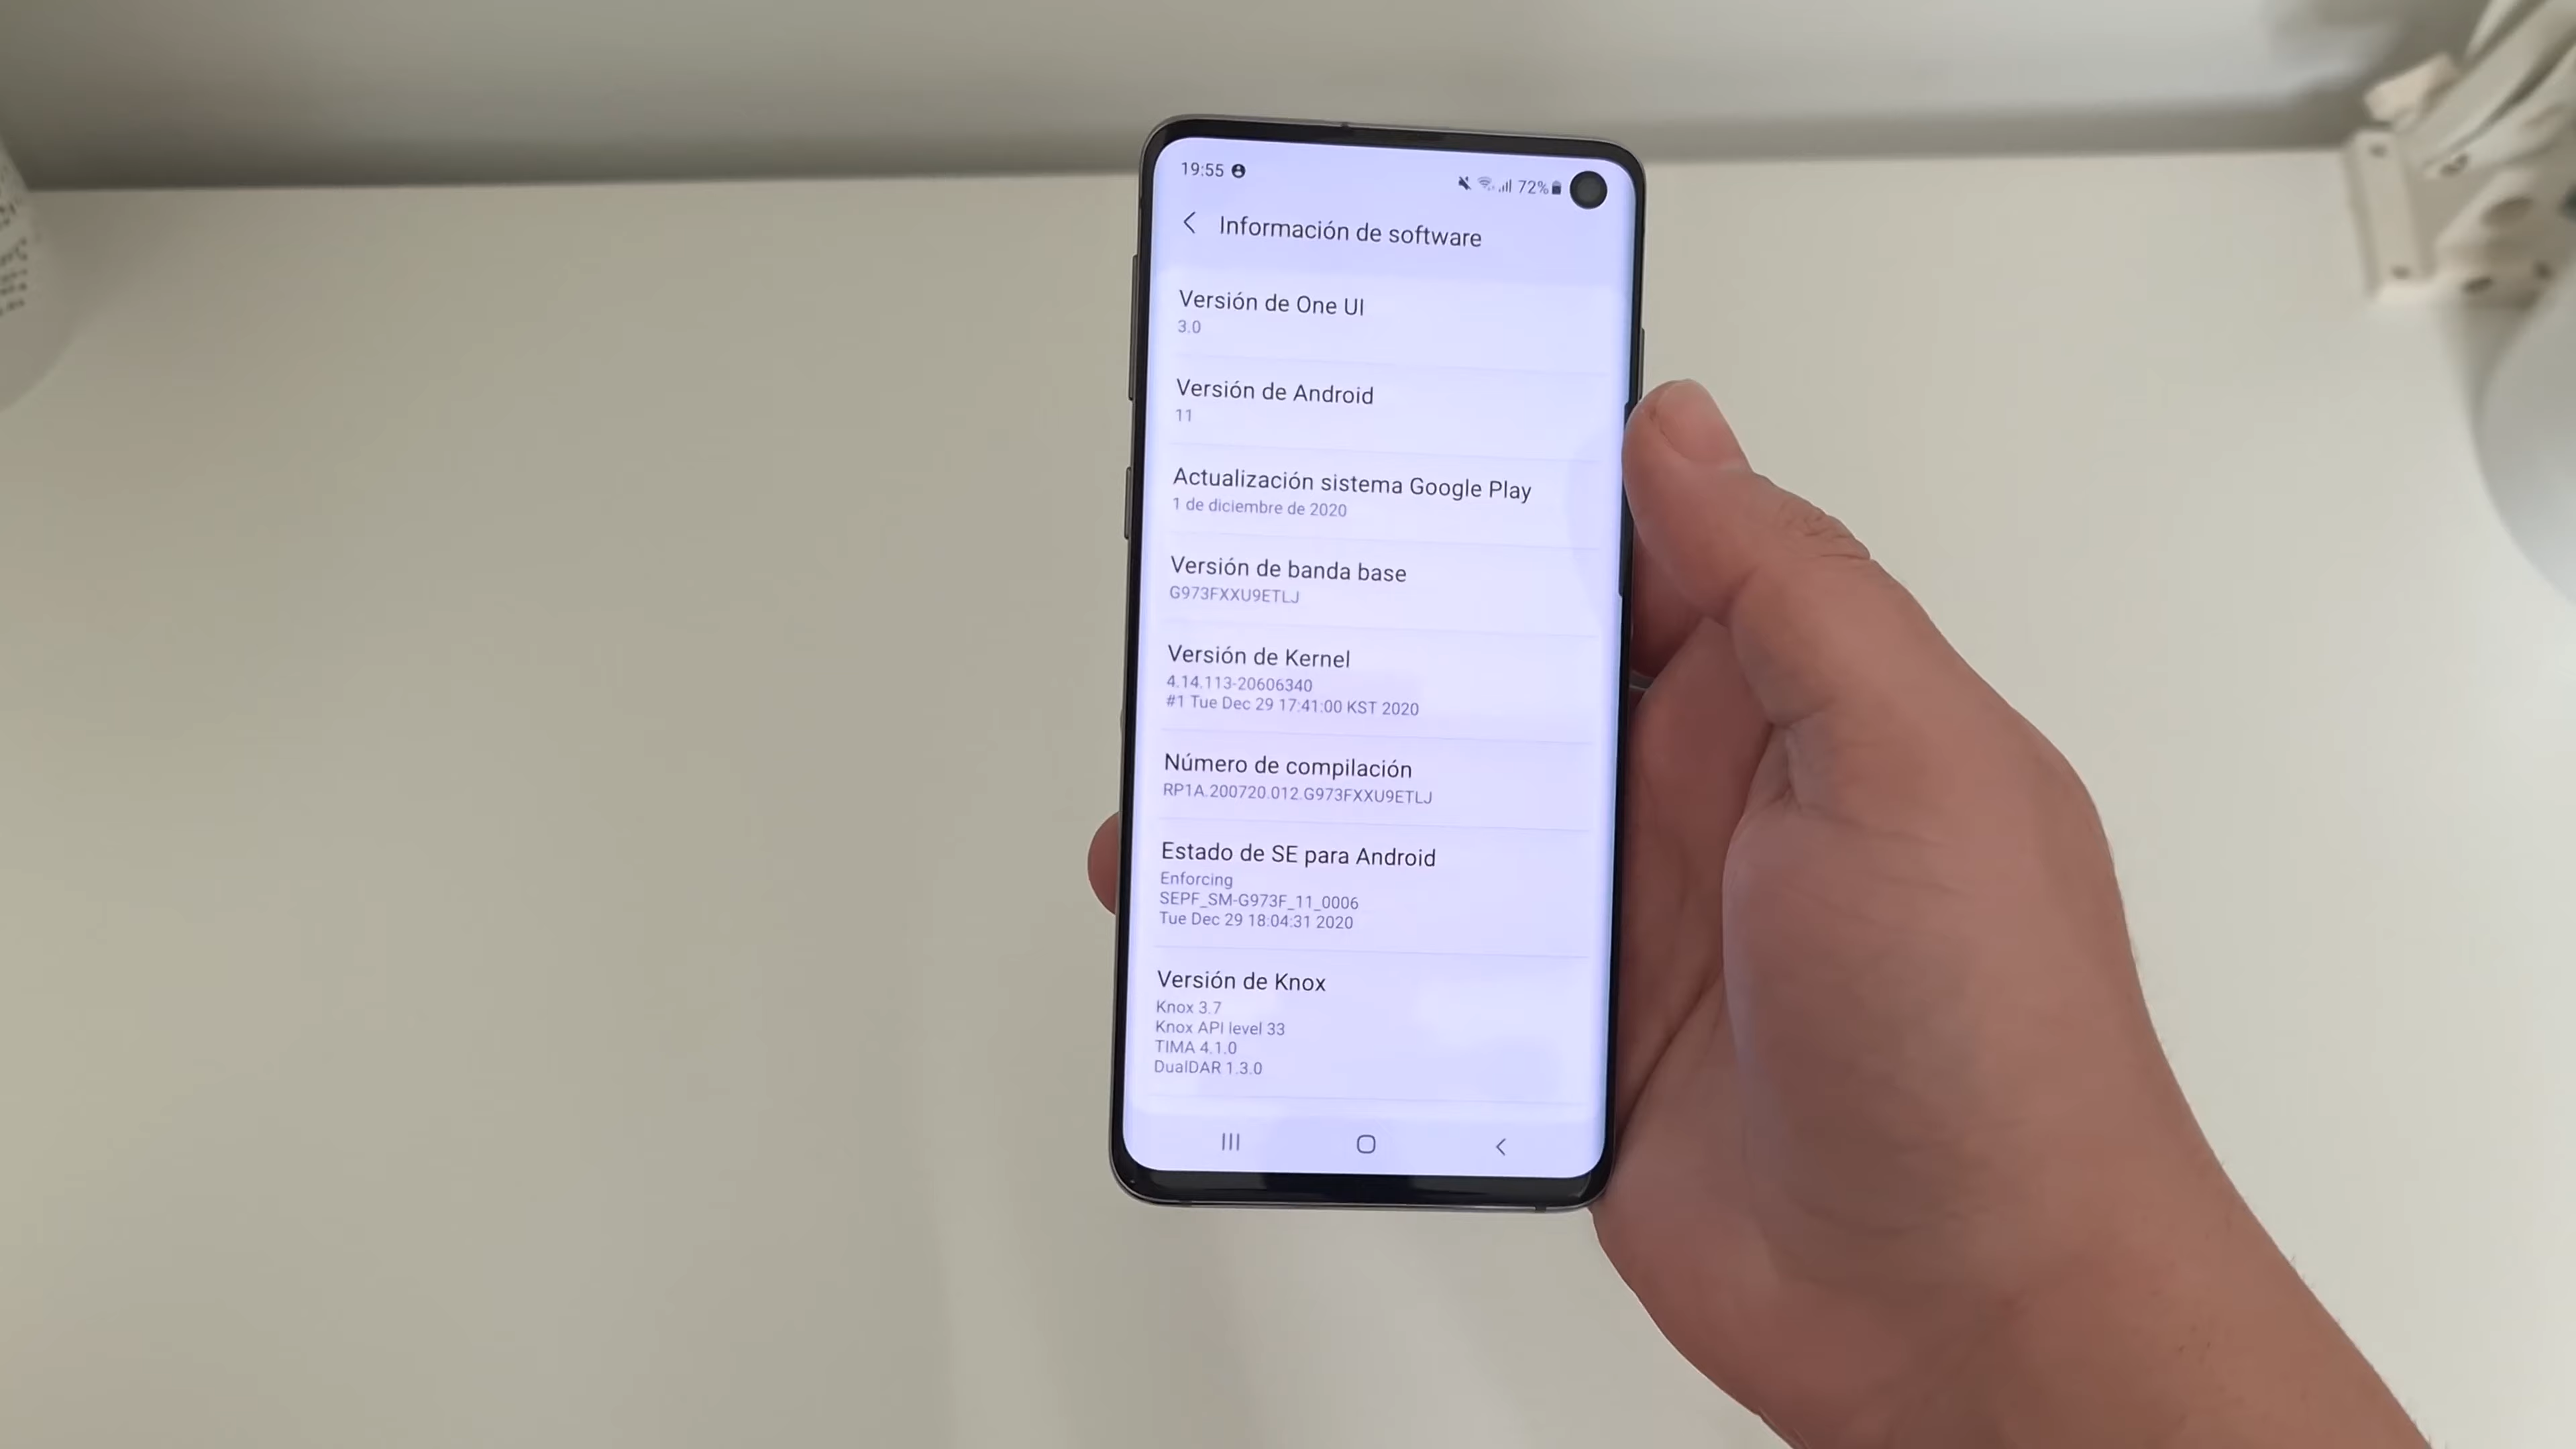 19:55
72%
Información de software
Versión de One UI
3.0
Versión de Android
11
Actualización sistema Google Play
1 de diciembre de 2020
Versión de banda base
G973FXXU9ETLJ
Versión de Kernel
4.14.113-20606340
#1 Tue Dec 29 17:41:00 KST 2020
Número de compilación
RP1A.200720.012.G973FXXU9ETLJ
Estado de SE para Android
Enforcing
SEPF_SM-G973F_11_0006
Tue Dec 29 18:04:31 2020
Versión de Knox
Knox 3.7
Knox API level 33
TIMA 4.1.0
DualDAR 1.3.0